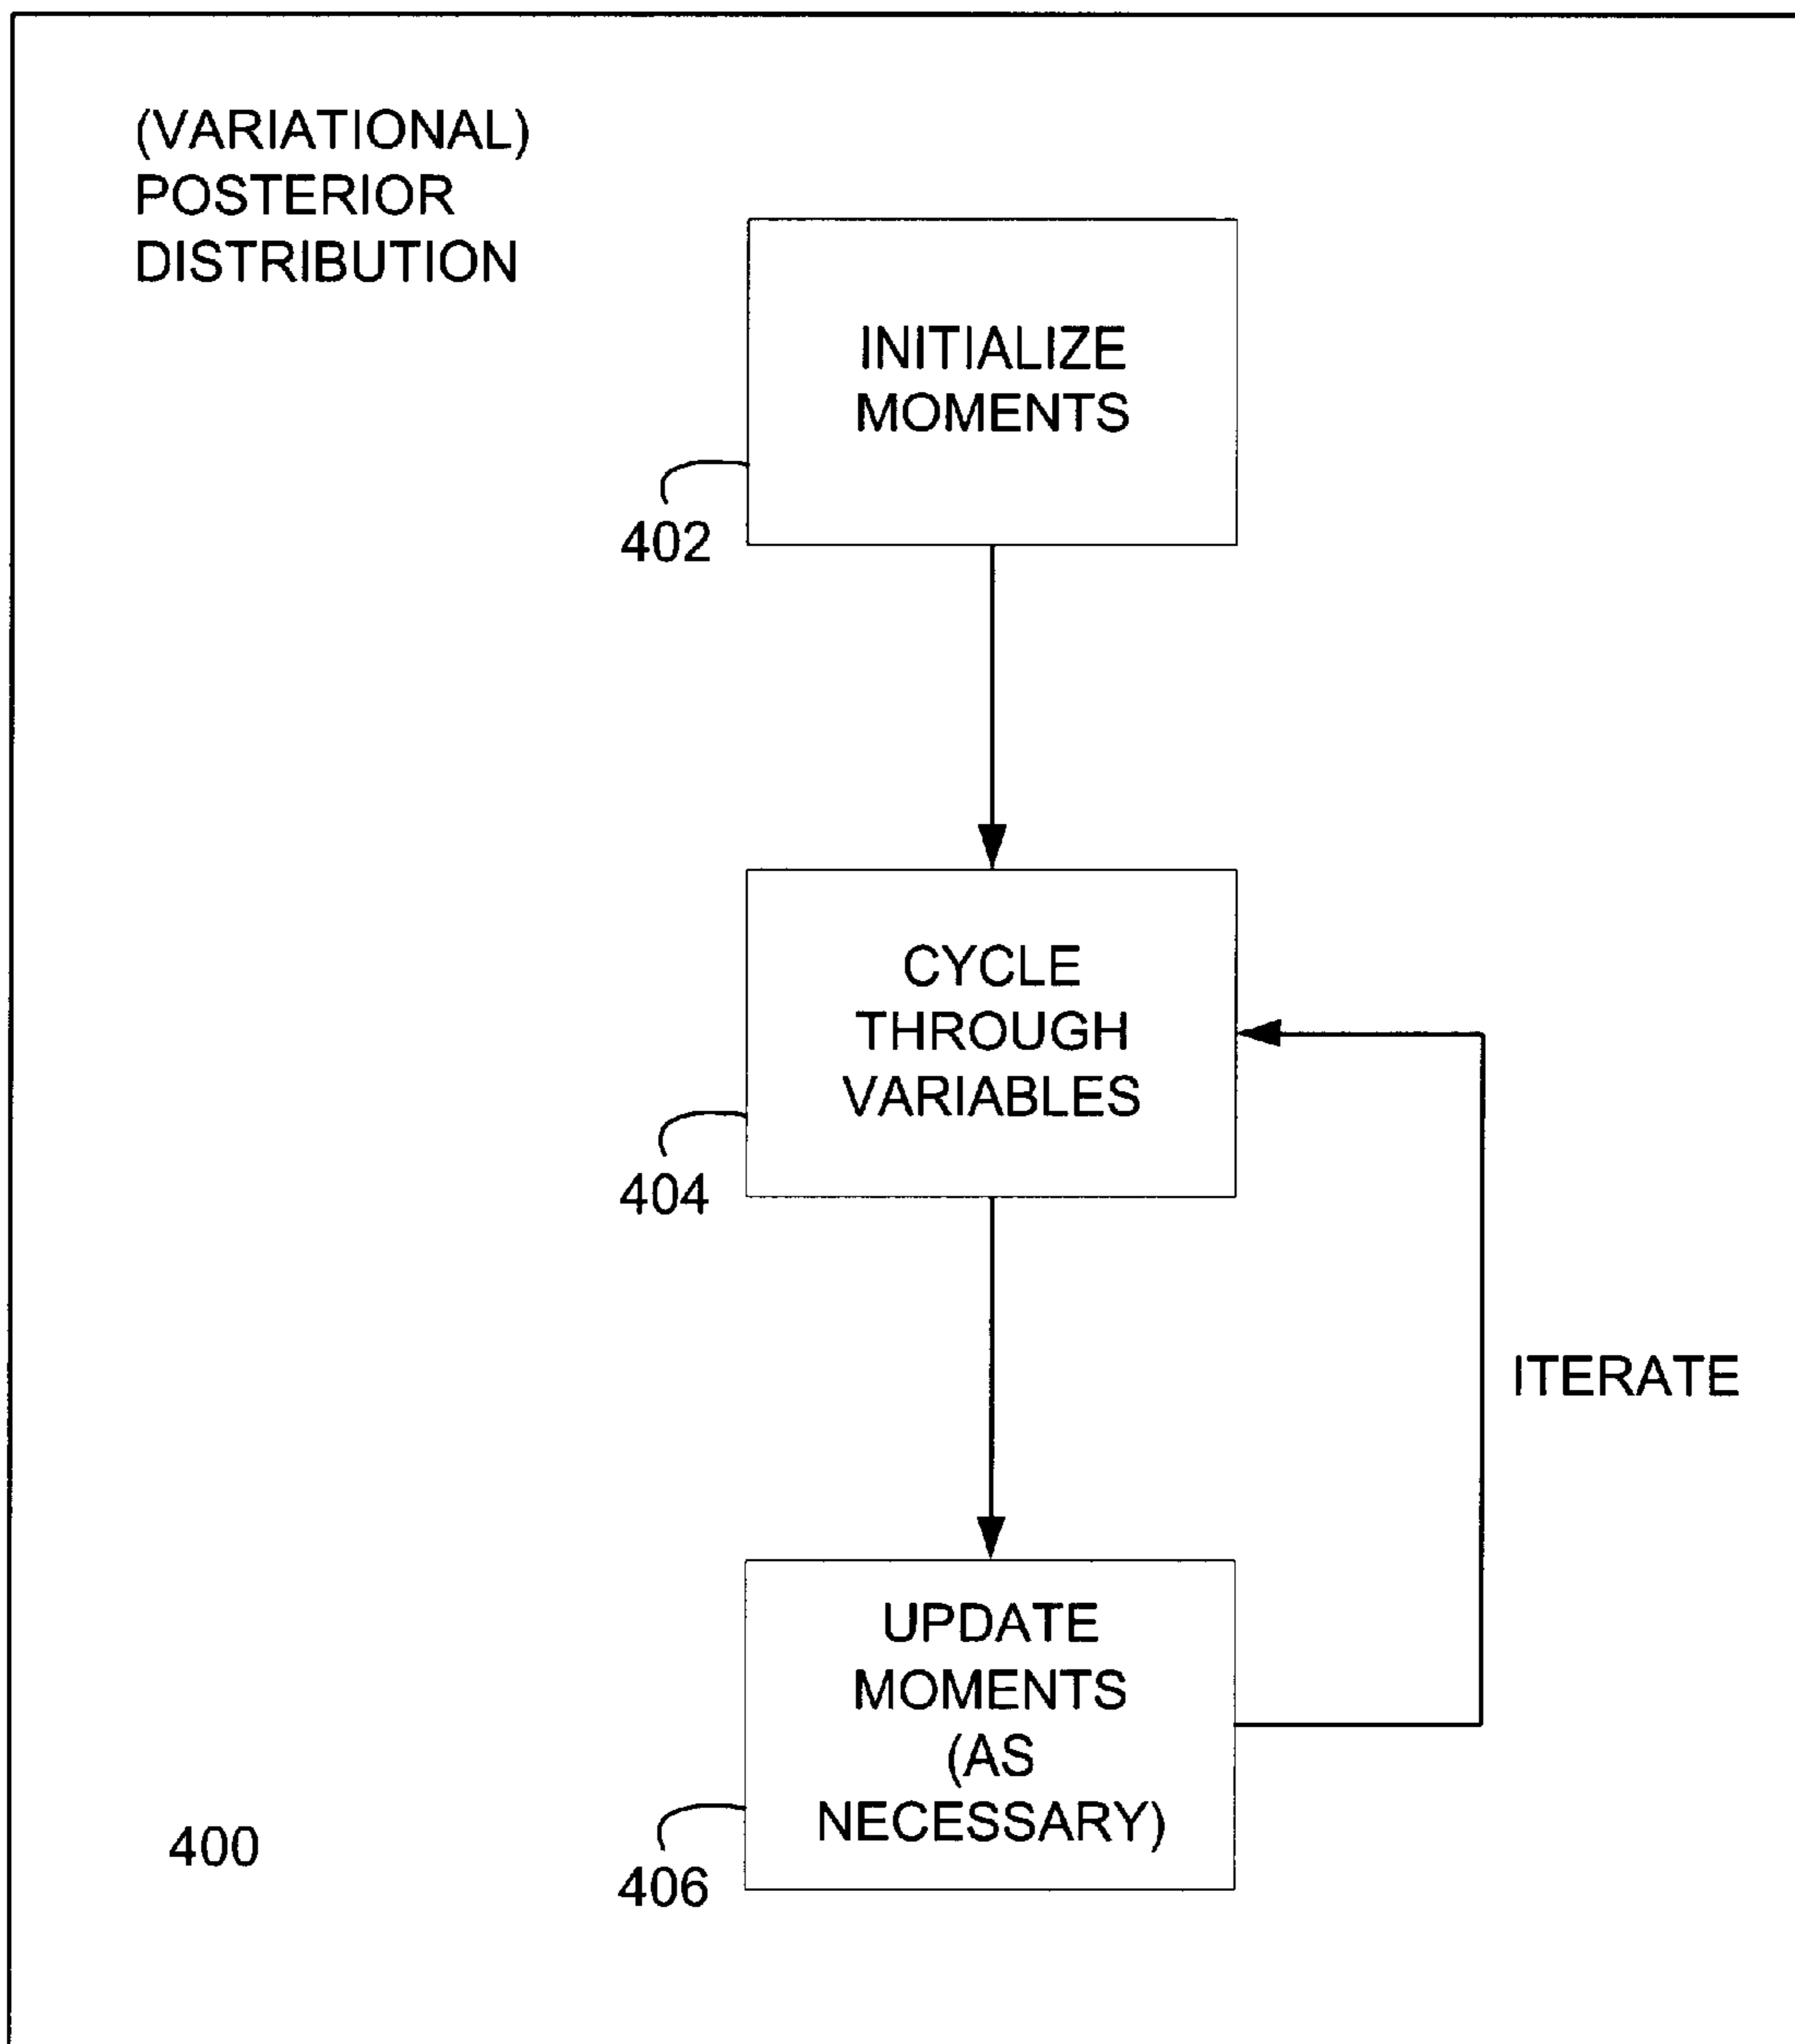 (VARIATIONAL)
POSTERIOR
DISTRIBUTION
INITIALIZE
MOMENTS
402
CYCLE
THROUGH
VARIABLES
404
ITERATE
UPDATE
MOMENTS
(AS
NECESSARY)
406
400